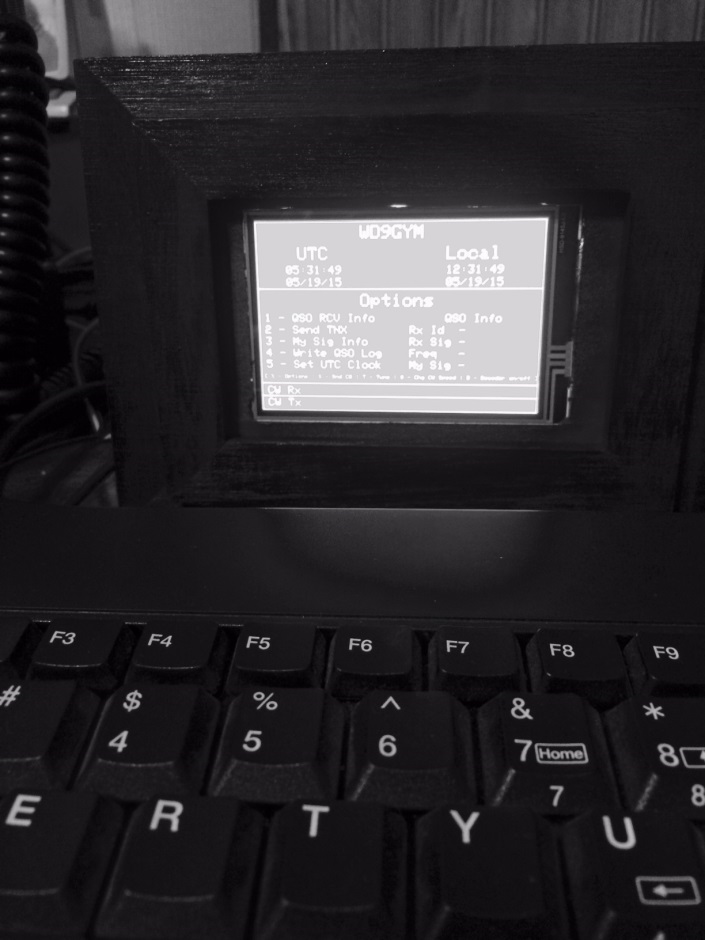 WD9GYM
UTC Local
05:31:49 12:31:49
05/19/15 05/19/15
Options
1 - QSO RCV Info QSO Info
2 - Send TNX Rx Id -
3 - My Sig Info Rx Sig -
4 - Write QSO Log Freq -
5 - Set UTC Clock My Sig -
CW Rx
CW Tx
F3 F4 F5 F6 F7 F8 F9
# $ % ^ & *
4 5 6 7 Home 8
7 8
E R T Y U
←